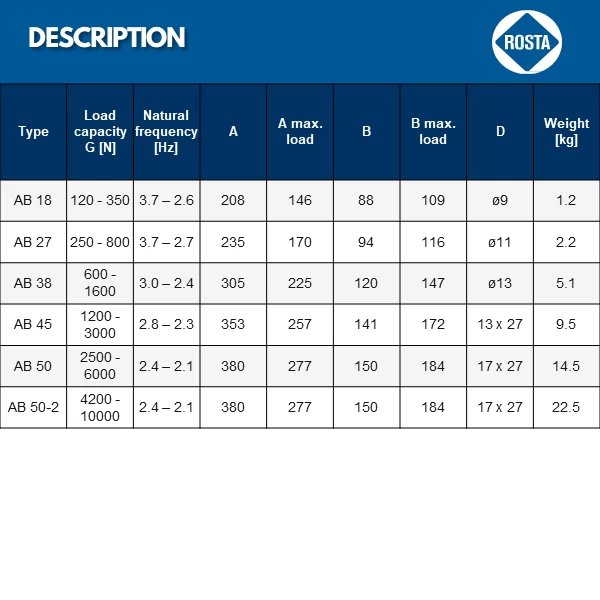 DESCRIPTION
ROSTA
Type | Load capacity G [N] | Natural frequency [Hz] | A | A max. load | B | B max. load | D | Weight [kg]
AB 18 | 120 - 350 | 3.7 – 2.6 | 208 | 146 | 88 | 109 | ø9 | 1.2
AB 27 | 250 - 800 | 3.7 – 2.7 | 235 | 170 | 94 | 116 | ø11 | 2.2
AB 38 | 600 - 1600 | 3.0 – 2.4 | 305 | 225 | 120 | 147 | ø13 | 5.1
AB 45 | 1200 - 3000 | 2.8 – 2.3 | 353 | 257 | 141 | 172 | 13 x 27 | 9.5
AB 50 | 2500 - 6000 | 2.4 – 2.1 | 380 | 277 | 150 | 184 | 17 x 27 | 14.5
AB 50-2 | 4200 - 10000 | 2.4 – 2.1 | 380 | 277 | 150 | 184 | 17 x 27 | 22.5